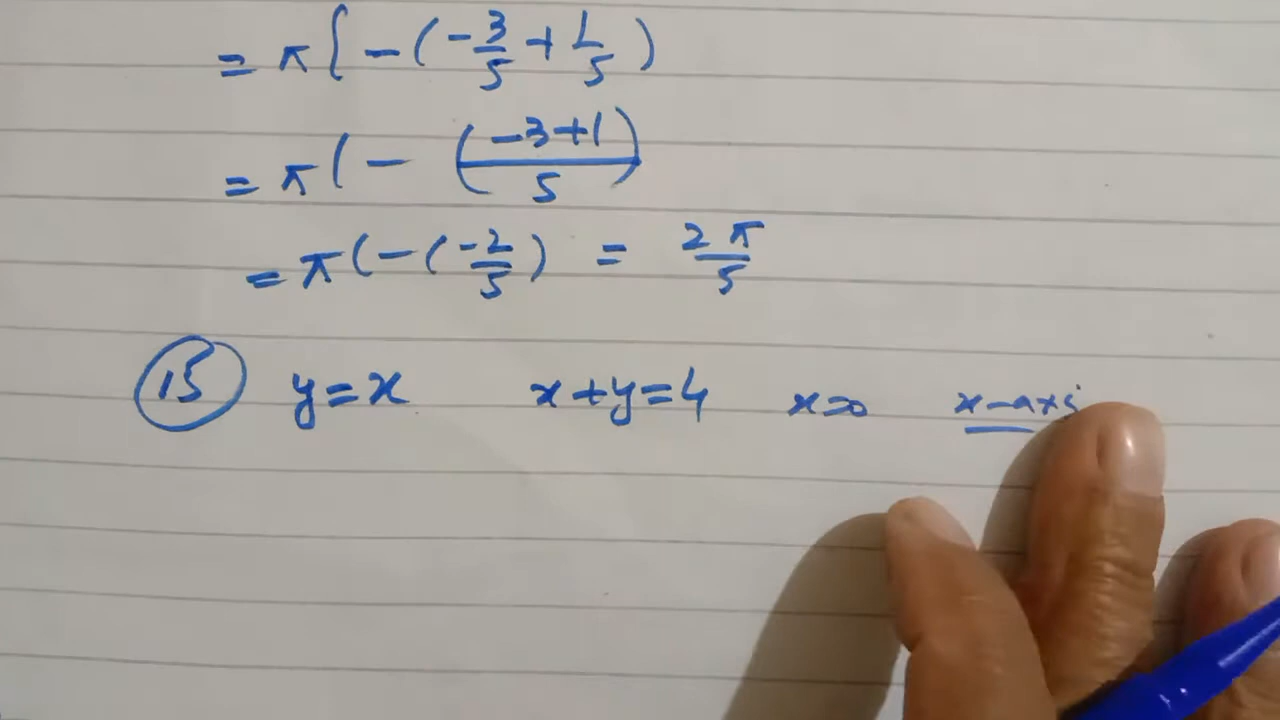 = π { - ( -3/5 + 1/5 )
= π ( - ( -3+1 / 5 )
= π ( - ( -2/5 ) = 2π/5
15 y=x x+y=4 x=0 x-axis